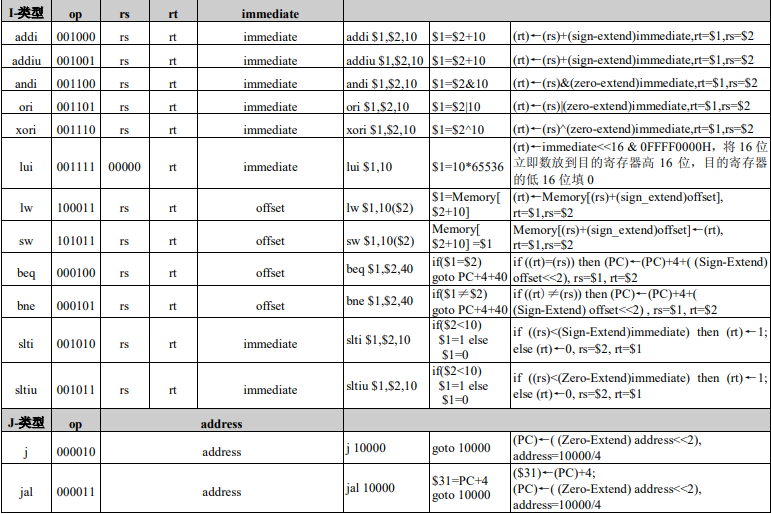 I-类型 op rs rt immediate
addi 001000 rs rt immediate addi $1,$2,10 $1=$2+10 (rt)←(rs)+(sign-extend)immediate,rt=$1,rs=$2
addiu 001001 rs rt immediate addiu $1,$2,10 $1=$2+10 (rt)←(rs)+(sign-extend)immediate,rt=$1,rs=$2
andi 001100 rs rt immediate andi $1,$2,10 $1=$2&10 (rt)←(rs)&(zero-extend)immediate,rt=$1,rs=$2
ori 001101 rs rt immediate ori $1,$2,10 $1=$2|10 (rt)←(rs)|(zero-extend)immediate,rt=$1,rs=$2
xori 001110 rs rt immediate xori $1,$2,10 $1=$2^10 (rt)←(rs)^(zero-extend)immediate,rt=$1,rs=$2
lui 001111 00000 rt immediate lui $1,10 $1=10*65536 (rt)←immediate<<16 & 0FFFF0000H，将 16 位
立即数放到目的寄存器高 16 位，目的寄存器
的低 16 位填 0
lw 100011 rs rt offset lw $1,10($2) $1=Memory[
$2+10] (rt)←Memory[(rs)+(sign_extend)offset],
rt=$1,rs=$2
sw 101011 rs rt offset sw $1,10($2) Memory[
$2+10] =$1 Memory[(rs)+(sign_extend)offset]←(rt),
rt=$1,rs=$2
beq 000100 rs rt offset beq $1,$2,40 if($1=$2)
goto PC+4+40 if ((rt)=(rs)) then (PC)←(PC)+4+( (Sign-Extend)
offset<<2), rs=$1, rt=$2
bne 000101 rs rt offset bne $1,$2,40 if($1≠$2)
goto PC+4+40 if ((rt)≠(rs)) then (PC)←(PC)+4+(
(Sign-Extend) offset<<2) , rs=$1, rt=$2
slti 001010 rs rt immediate slti $1,$2,10 if($2<10)
$1=1 else
$1=0 if ((rs)<(Sign-Extend)immediate) then (rt)←1;
else (rt)←0, rs=$2, rt=$1
sltiu 001011 rs rt immediate sltiu $1,$2,10 if($2<10)
$1=1 else
$1=0 if ((rs)<(Zero-Extend)immediate) then (rt)←1;
else (rt)←0, rs=$2, rt=$1
J-类型 op address
j 000010 address j 10000 goto 10000 (PC)←( (Zero-Extend) address<<2),
address=10000/4
jal 000011 address jal 10000 $31=PC+4
goto 10000 ($31)←(PC)+4;
(PC)←( (Zero-Extend) address<<2),
address=10000/4